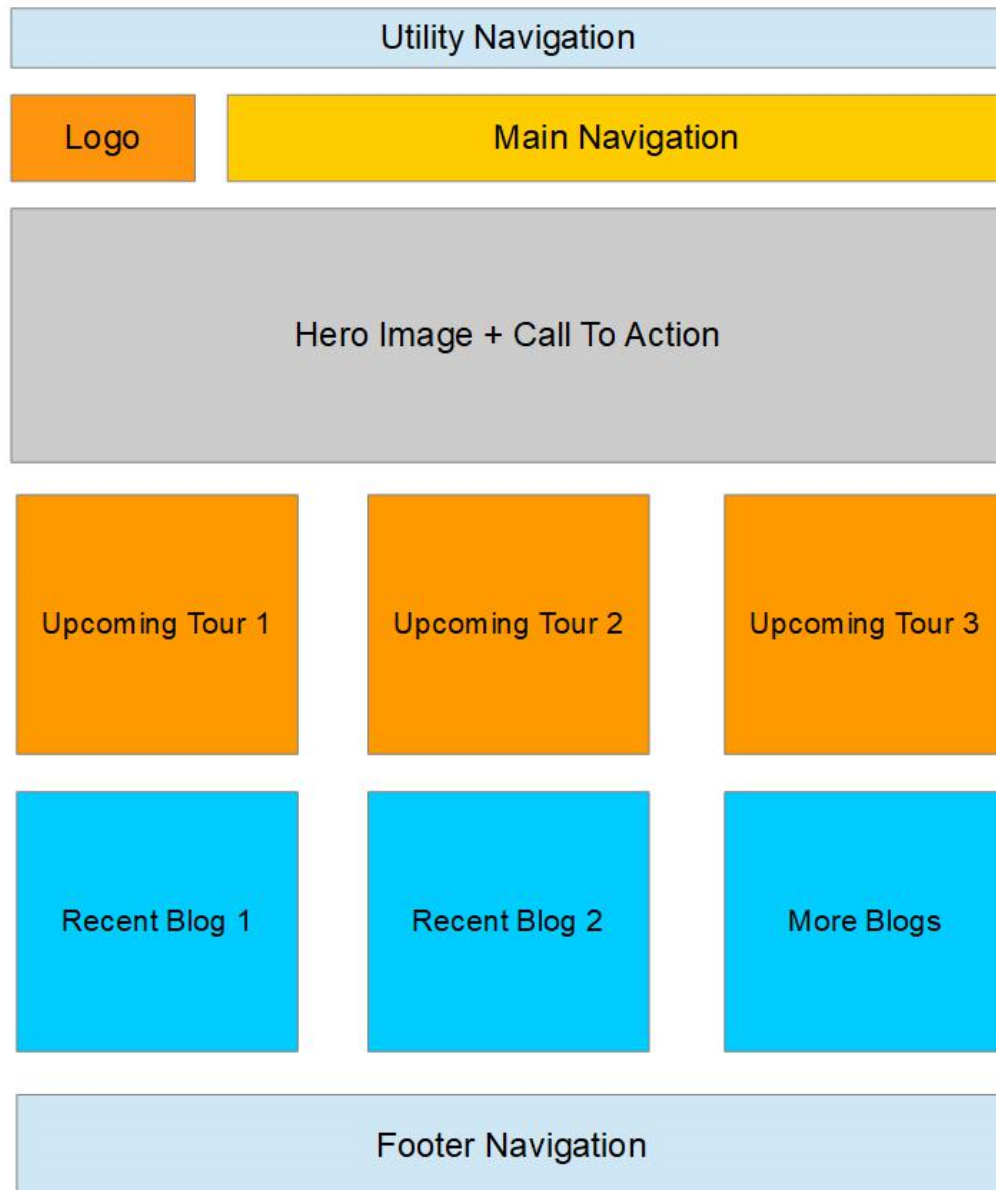 Utility Navigation
Logo
Main Navigation
Hero Image + Call To Action
Upcoming Tour 1
Upcoming Tour 2
Upcoming Tour 3
Recent Blog 1
Recent Blog 2
More Blogs
Footer Navigation